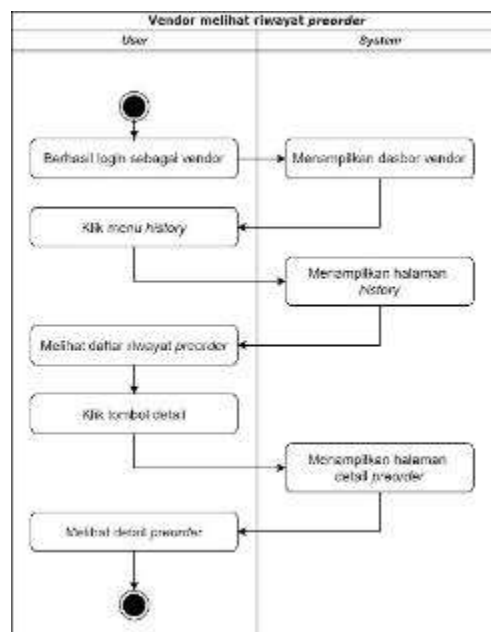 Vendor melihat riwayat preorder
User
System
Berhasil login sebagai vendor
Menampilkan dasbor vendor
Klik menu history
Menampilkan halaman
history
Melihat daftar riwayat preorder
Klik tombol detail
Menampilkan halaman
detail preorder
Melihat detail preorder